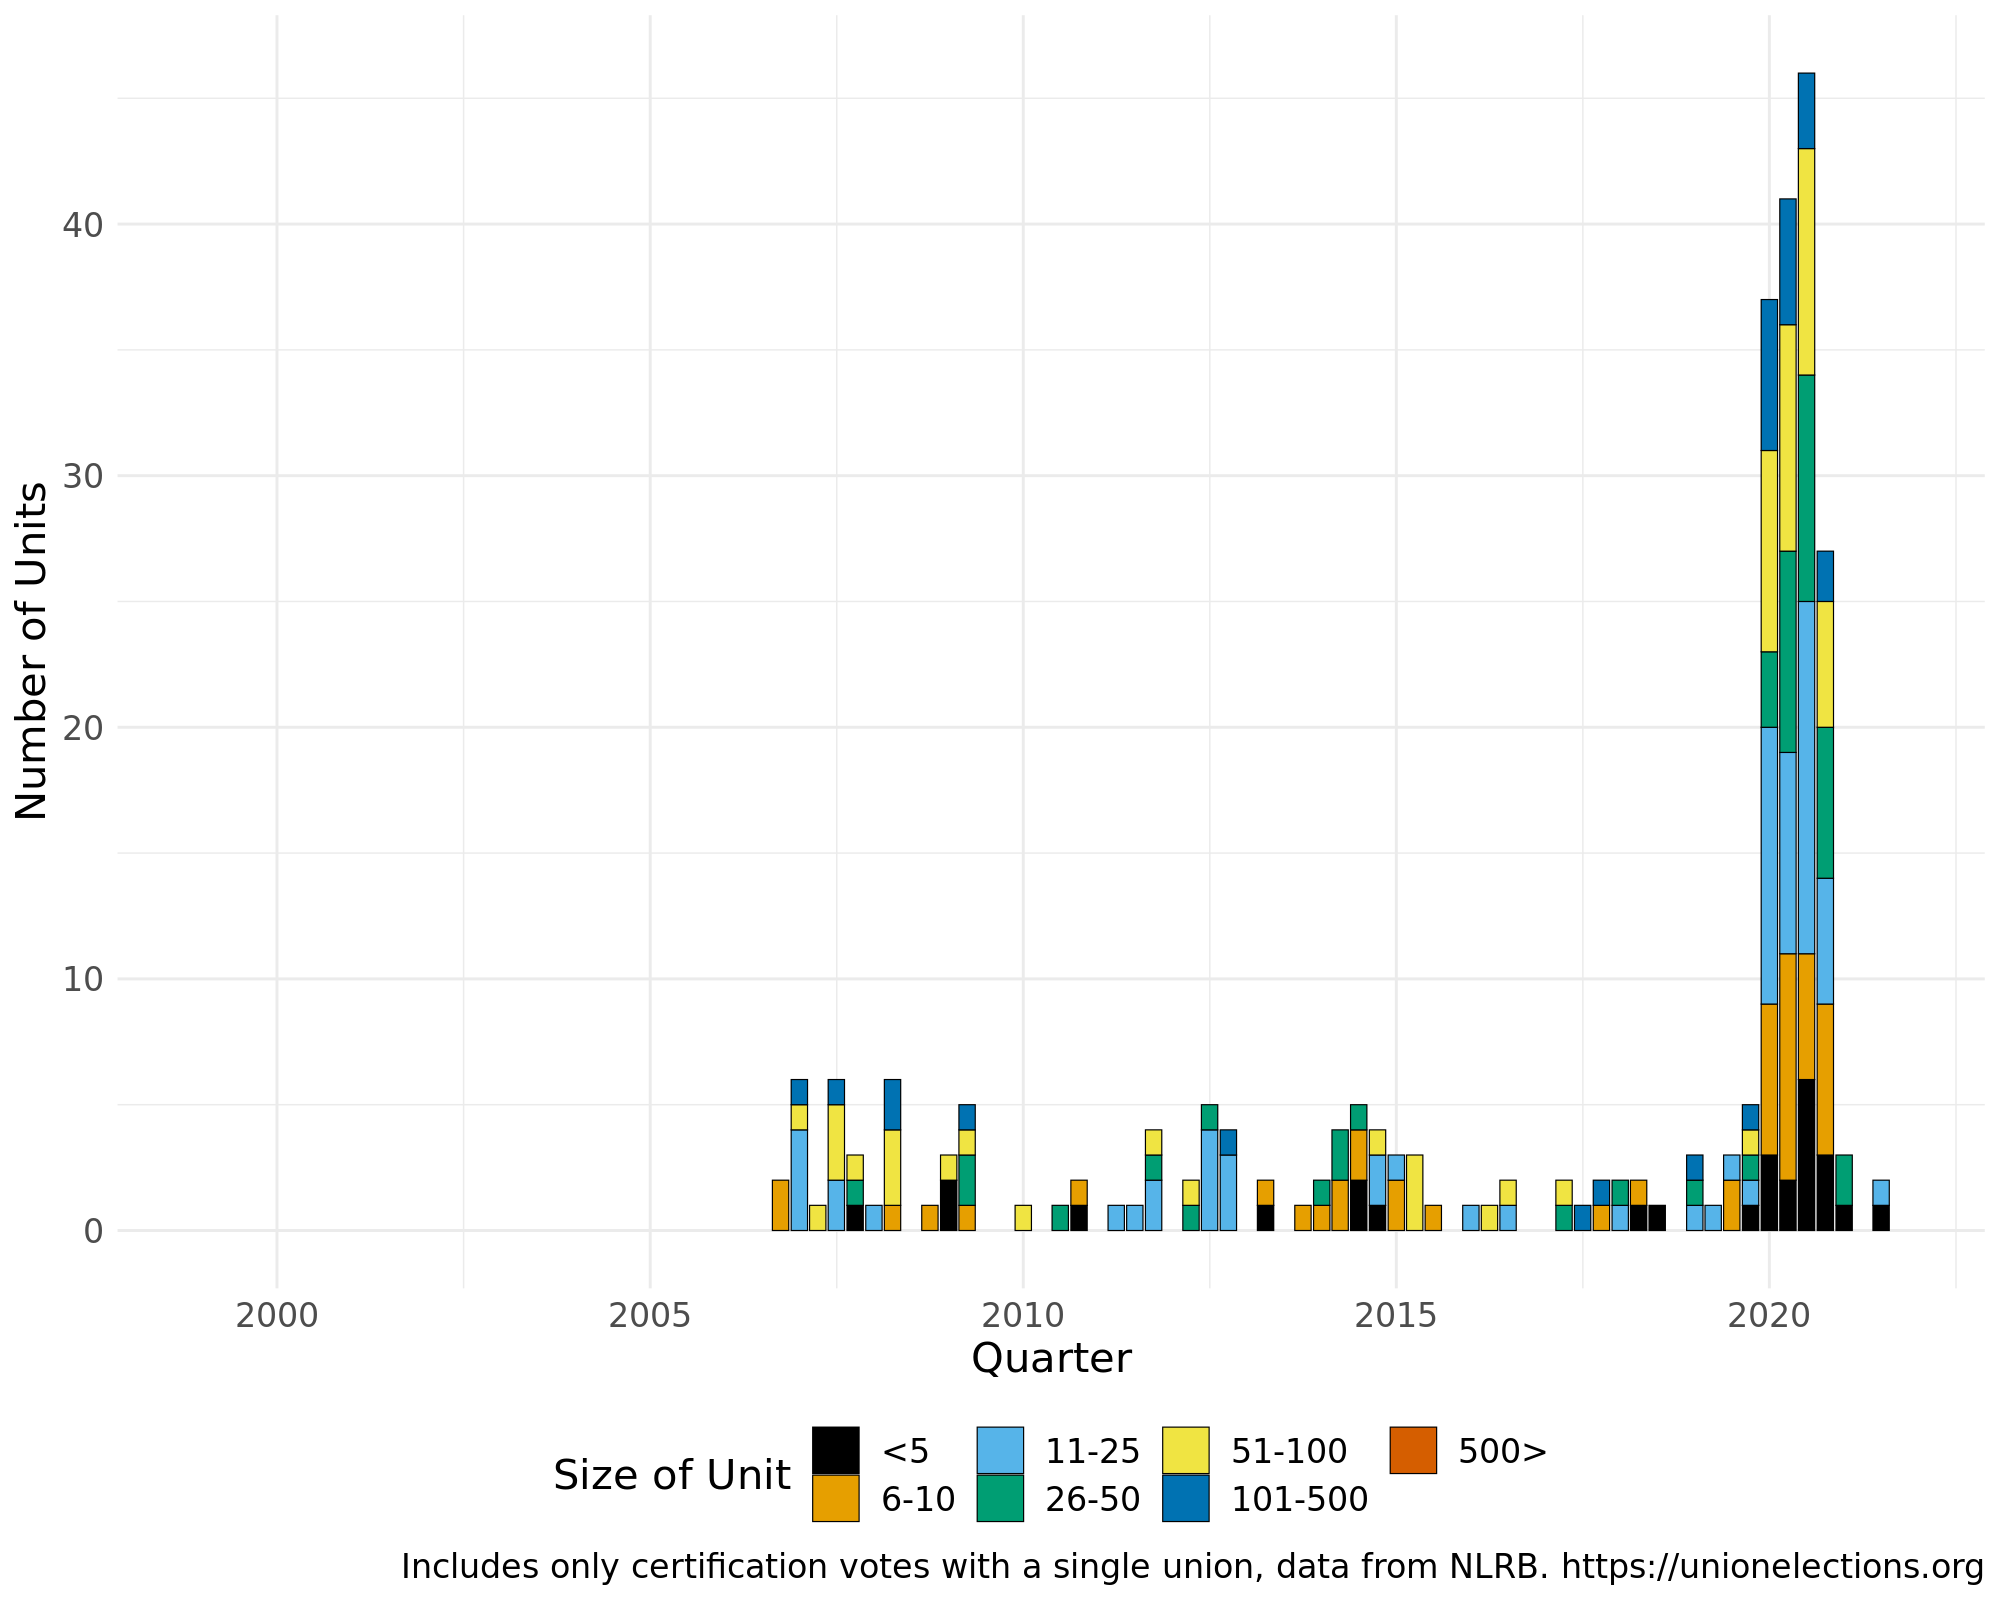 40
30
20
10
0
Number of Units
2000 2005 2010 2015 2020
Quarter
Size of Unit
<5 11-25 51-100 500>
6-10 26-50 101-500
Includes only certification votes with a single union, data from NLRB. https://unionelections.org